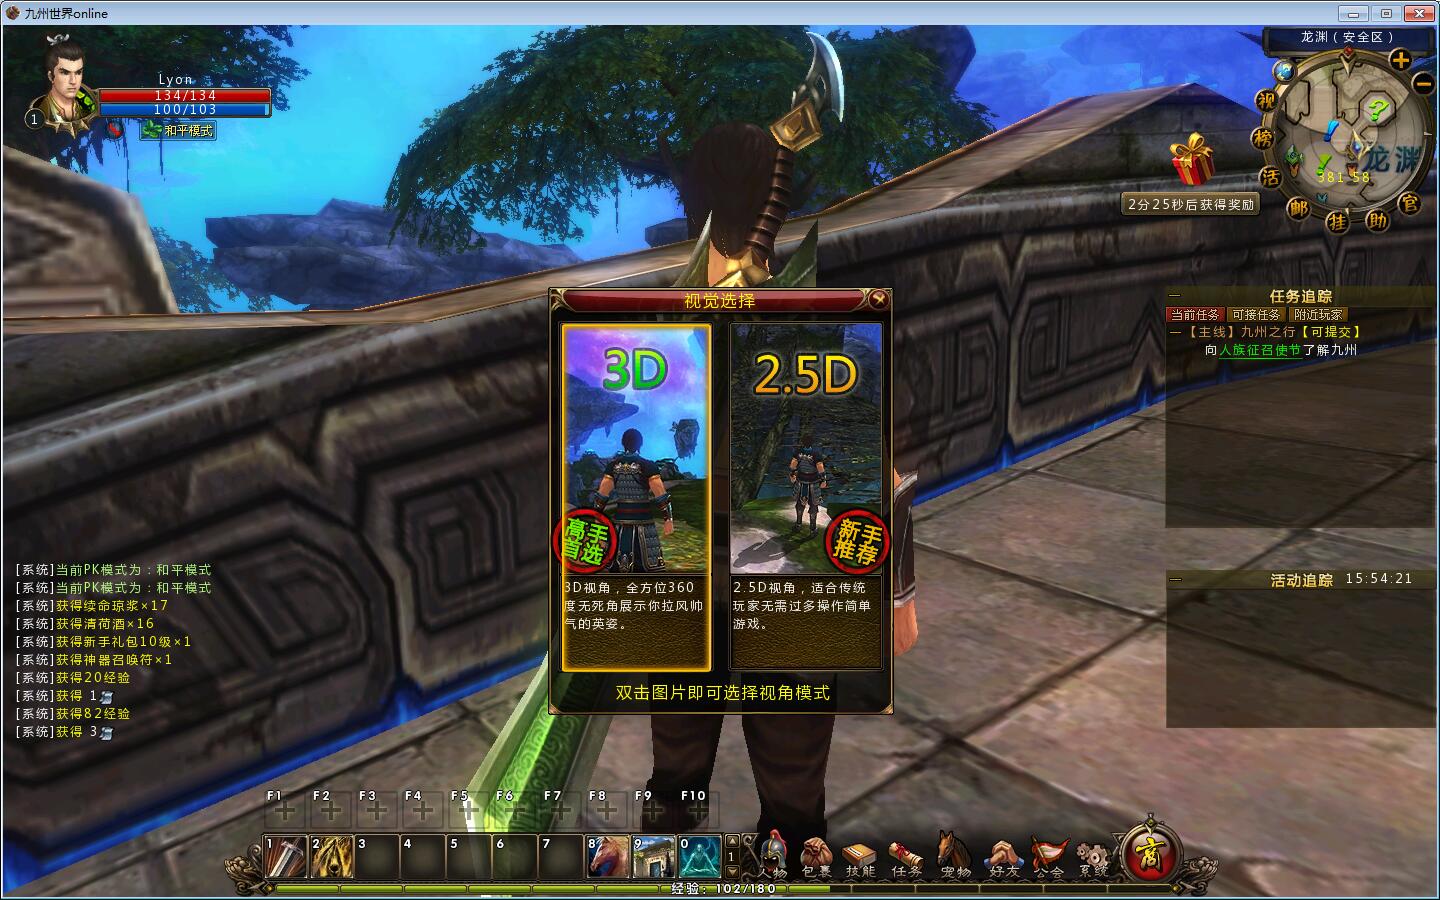 九州世界online
Lyon
134/134
100/103
1
和平模式
龙渊(安全区)
视
榜
活
邮
挂
助
官
龙渊
381 58
2分25秒后获得奖励
任务追踪
当前任务 可接任务 附近玩家
【主线】九州之行【可提交】
向人族征召使节了解九州
活动追踪 15:54:21
视觉选择
3D
高手
首选
3D视角，全方位360
度无死角展示你拉风帅
气的英姿。
2.5D
新手
推荐
2.5D视角，适合传统
玩家无需过多操作简单
游戏。
双击图片即可选择视角模式
[系统]当前PK模式为：和平模式
[系统]当前PK模式为：和平模式
[系统]获得续命琼浆×17
[系统]获得清荷酒×16
[系统]获得新手礼包10级×1
[系统]获得神器召唤符×1
[系统]获得20经验
[系统]获得 1
[系统]获得82经验
[系统]获得 3
F1 F2 F3 F4 F5 F6 F7 F8 F9 F10
1 2 3 4 5 6 7 8 9 0
1
人物 包裹 技能 任务 宠物 好友 公会 系统
商
经验：102/180